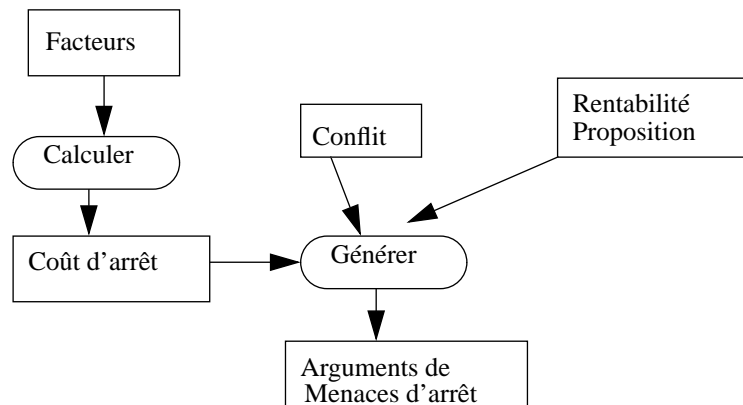 Facteurs
Rentabilité
Proposition
Conflit
Calculer
Coût d’arrêt
Générer
Arguments de
Menaces d’arrêt